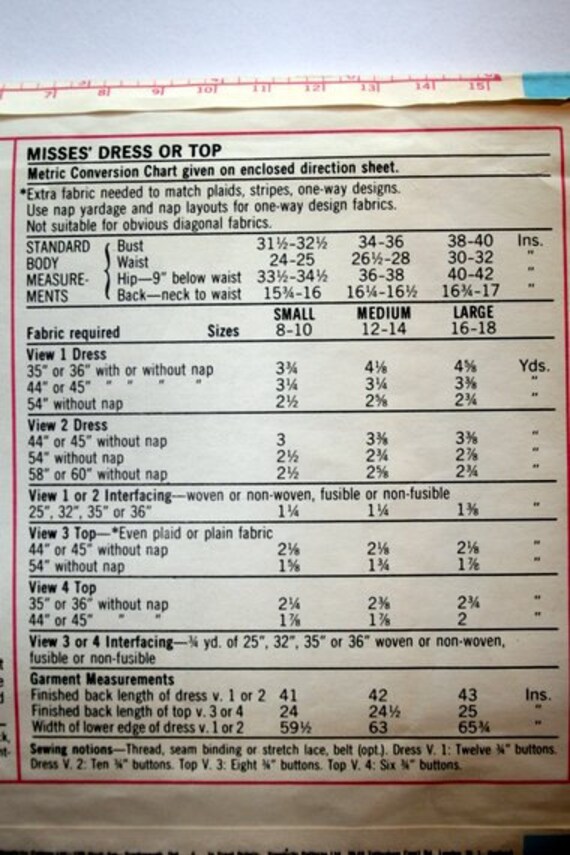 7 8 9 10 11 12 13 14 15
MISSES' DRESS OR TOP
Metric Conversion Chart given on enclosed direction sheet.
*Extra fabric needed to match plaids, stripes, one-way designs.
Use nap yardage and nap layouts for one-way design fabrics.
Not suitable for obvious diagonal fabrics.
STANDARD Bust 31½-32½ 34-36 38-40 Ins.
BODY Waist 24-25 26½-28 30-32 "
MEASURE- Hip—9" below waist 33½-34½ 36-38 40-42 "
MENTS Back—neck to waist 15¾-16 16¼-16½ 16¾-17 "
SMALL MEDIUM LARGE
Fabric required Sizes 8-10 12-14 16-18
View 1 Dress
35" or 36" with or without nap 3¾ 4⅛ 4⅝ Yds.
44" or 45" " " " " 3¼ 3¼ 3⅜ "
54" without nap 2½ 2⅝ 2¾ "
View 2 Dress
44" or 45" without nap 3 3⅜ 3⅜ "
54" without nap 2½ 2¾ 2⅞ "
58" or 60" without nap 2½ 2⅝ 2¾ "
View 1 or 2 Interfacing—woven or non-woven, fusible or non-fusible
25", 32", 35" or 36" 1¼ 1¼ 1⅜ "
View 3 Top—*Even plaid or plain fabric
44" or 45" without nap 2⅛ 2⅛ 2⅛ "
54" without nap 1⅝ 1¾ 1⅞ "
View 4 Top
35" or 36" without nap 2¼ 2⅜ 2¾ "
44" or 45" " " 1⅞ 1⅞ 2 "
View 3 or 4 Interfacing—¾ yd. of 25", 32", 35" or 36" woven or non-woven,
fusible or non-fusible
Garment Measurements
Finished back length of dress v. 1 or 2 41 42 43 Ins.
Finished back length of top v. 3 or 4 24 24½ 25 "
Width of lower edge of dress v. 1 or 2 59½ 63 65¾ "
Sewing notions—Thread, seam binding or stretch lace, belt (opt.). Dress V. 1: Twelve ¾" buttons.
Dress V. 2: Ten ¾" buttons. Top V. 3: Eight ¾" buttons. Top V. 4: Six ¾" buttons.